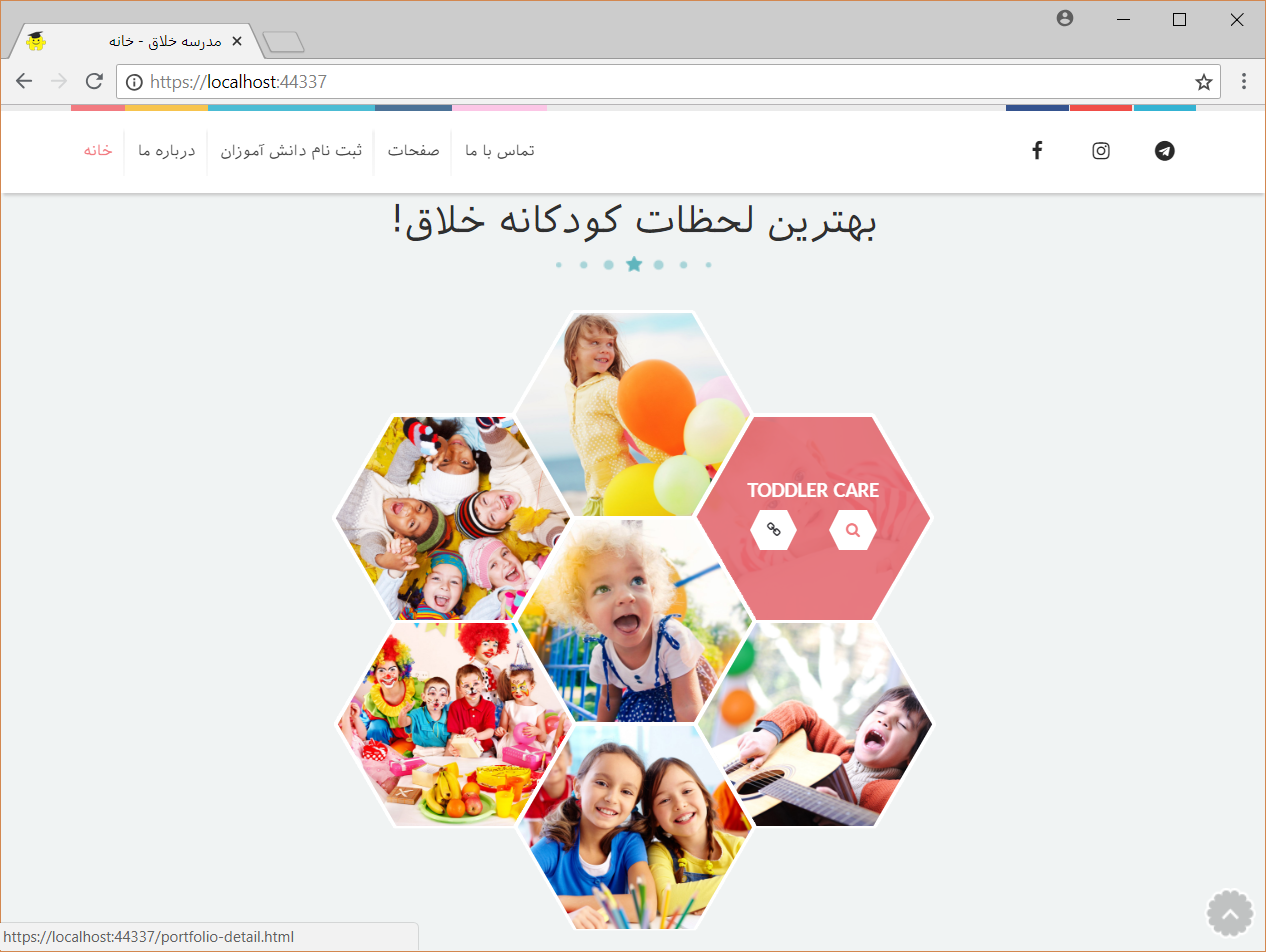 مدرسه خلاق - خانه
https://localhost:44337
خانه
درباره ما
ثبت نام دانش آموزان
صفحات
تماس با ما
بهترین لحظات کودکانه خلاق!
TODDLER CARE
https://localhost:44337/portfolio-detail.html